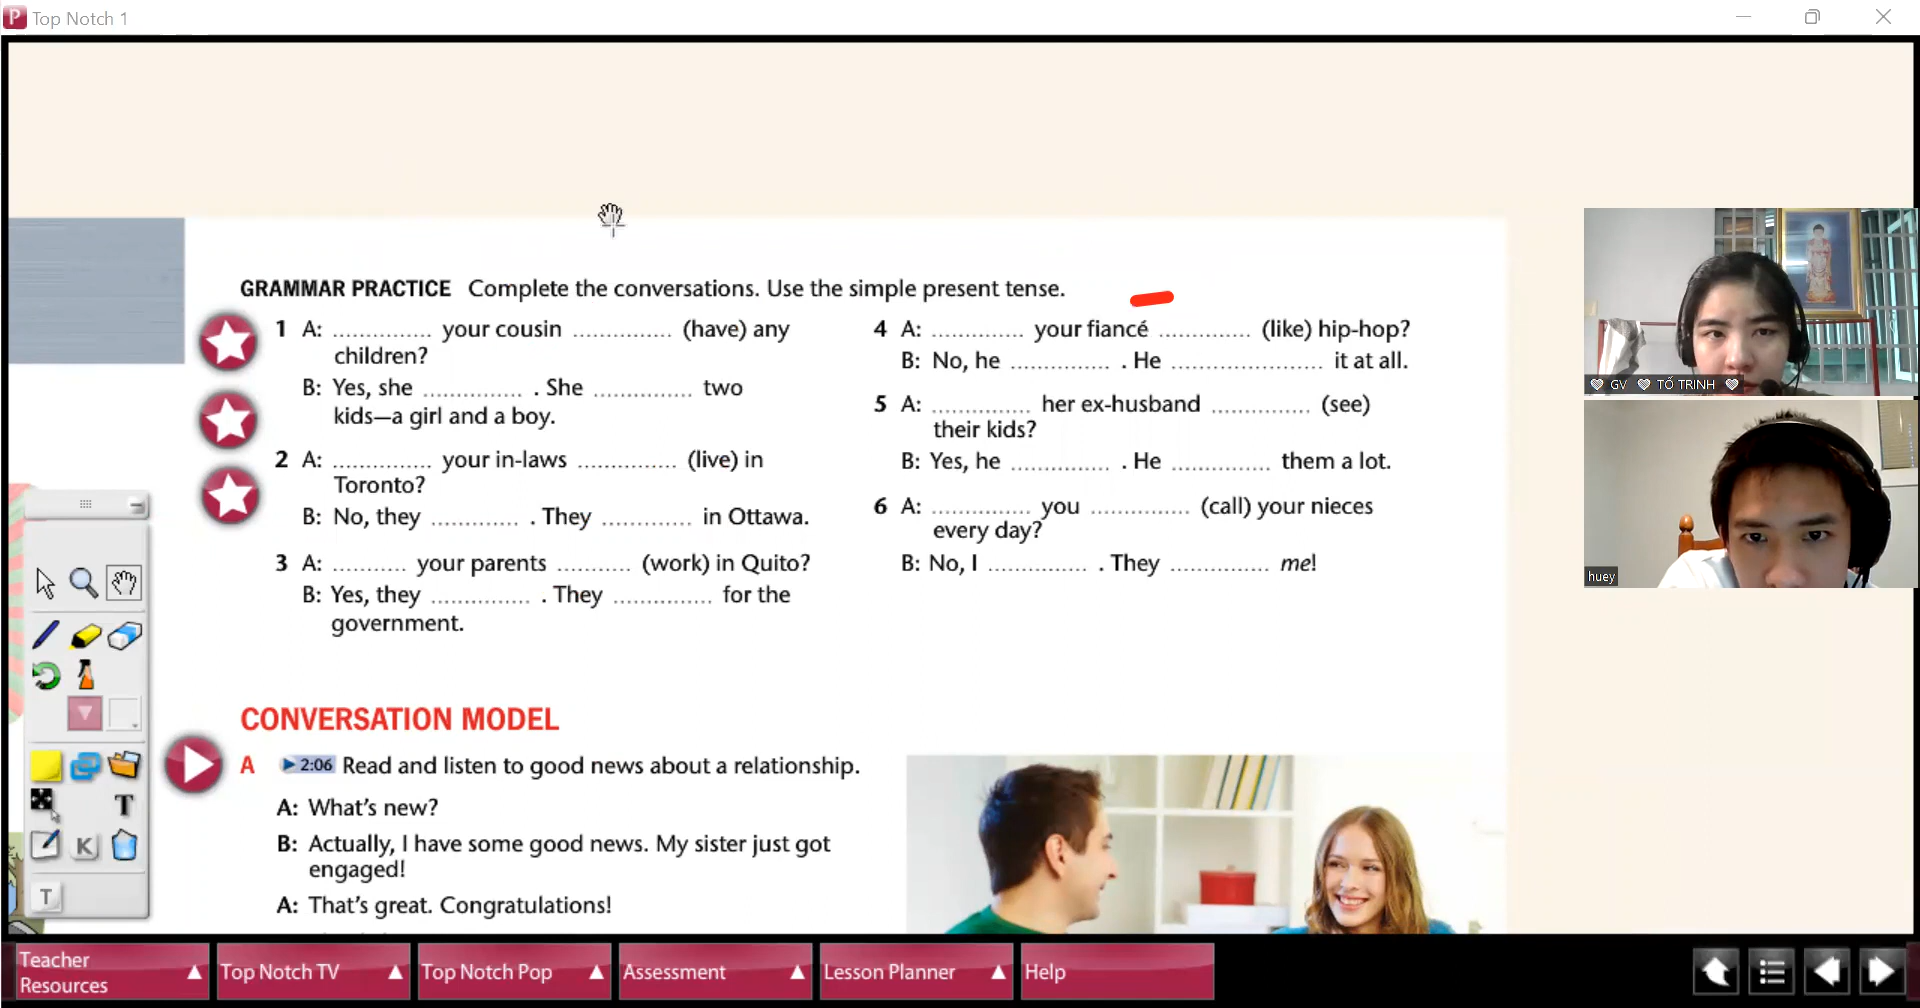 Top Notch 1
GRAMMAR PRACTICE Complete the conversations. Use the simple present tense.
1 A: .............. your cousin .............. (have) any
children?
B: Yes, she .............. . She .............. two
kids—a girl and a boy.
2 A: .............. your in-laws .............. (live) in
Toronto?
B: No, they ............. . They ............. in Ottawa.
3 A: ........... your parents ........... (work) in Quito?
B: Yes, they .............. . They .............. for the
government.
4 A: ............. your fiancé ............. (like) hip-hop?
B: No, he .............. . He ...................... it at all.
5 A: .............. her ex-husband .............. (see)
their kids?
B: Yes, he .............. . He .............. them a lot.
6 A: .............. you .............. (call) your nieces
every day?
B: No, I .............. . They .............. me!
GV TỐ TRINH
huey
CONVERSATION MODEL
A 2:06 Read and listen to good news about a relationship.
A: What's new?
B: Actually, I have some good news. My sister just got
engaged!
A: That's great. Congratulations!
T
K
T
Teacher
Resources
Top Notch TV
Top Notch Pop
Assessment
Lesson Planner
Help